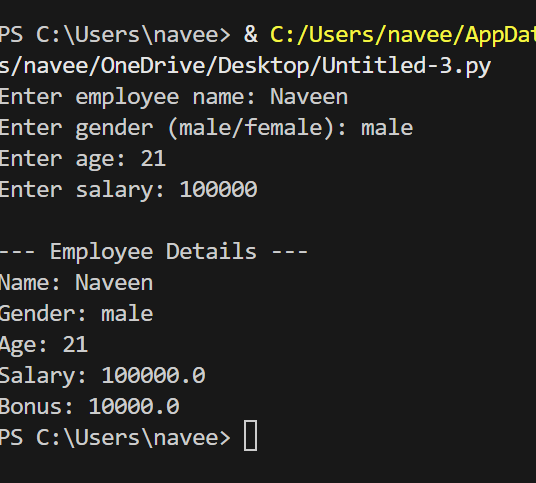 PS C:\Users\navee> & C:/Users/navee/AppDat
s/navee/OneDrive/Desktop/Untitled-3.py
Enter employee name: Naveen
Enter gender (male/female): male
Enter age: 21
Enter salary: 100000
--- Employee Details ---
Name: Naveen
Gender: male
Age: 21
Salary: 100000.0
Bonus: 10000.0
PS C:\Users\navee>